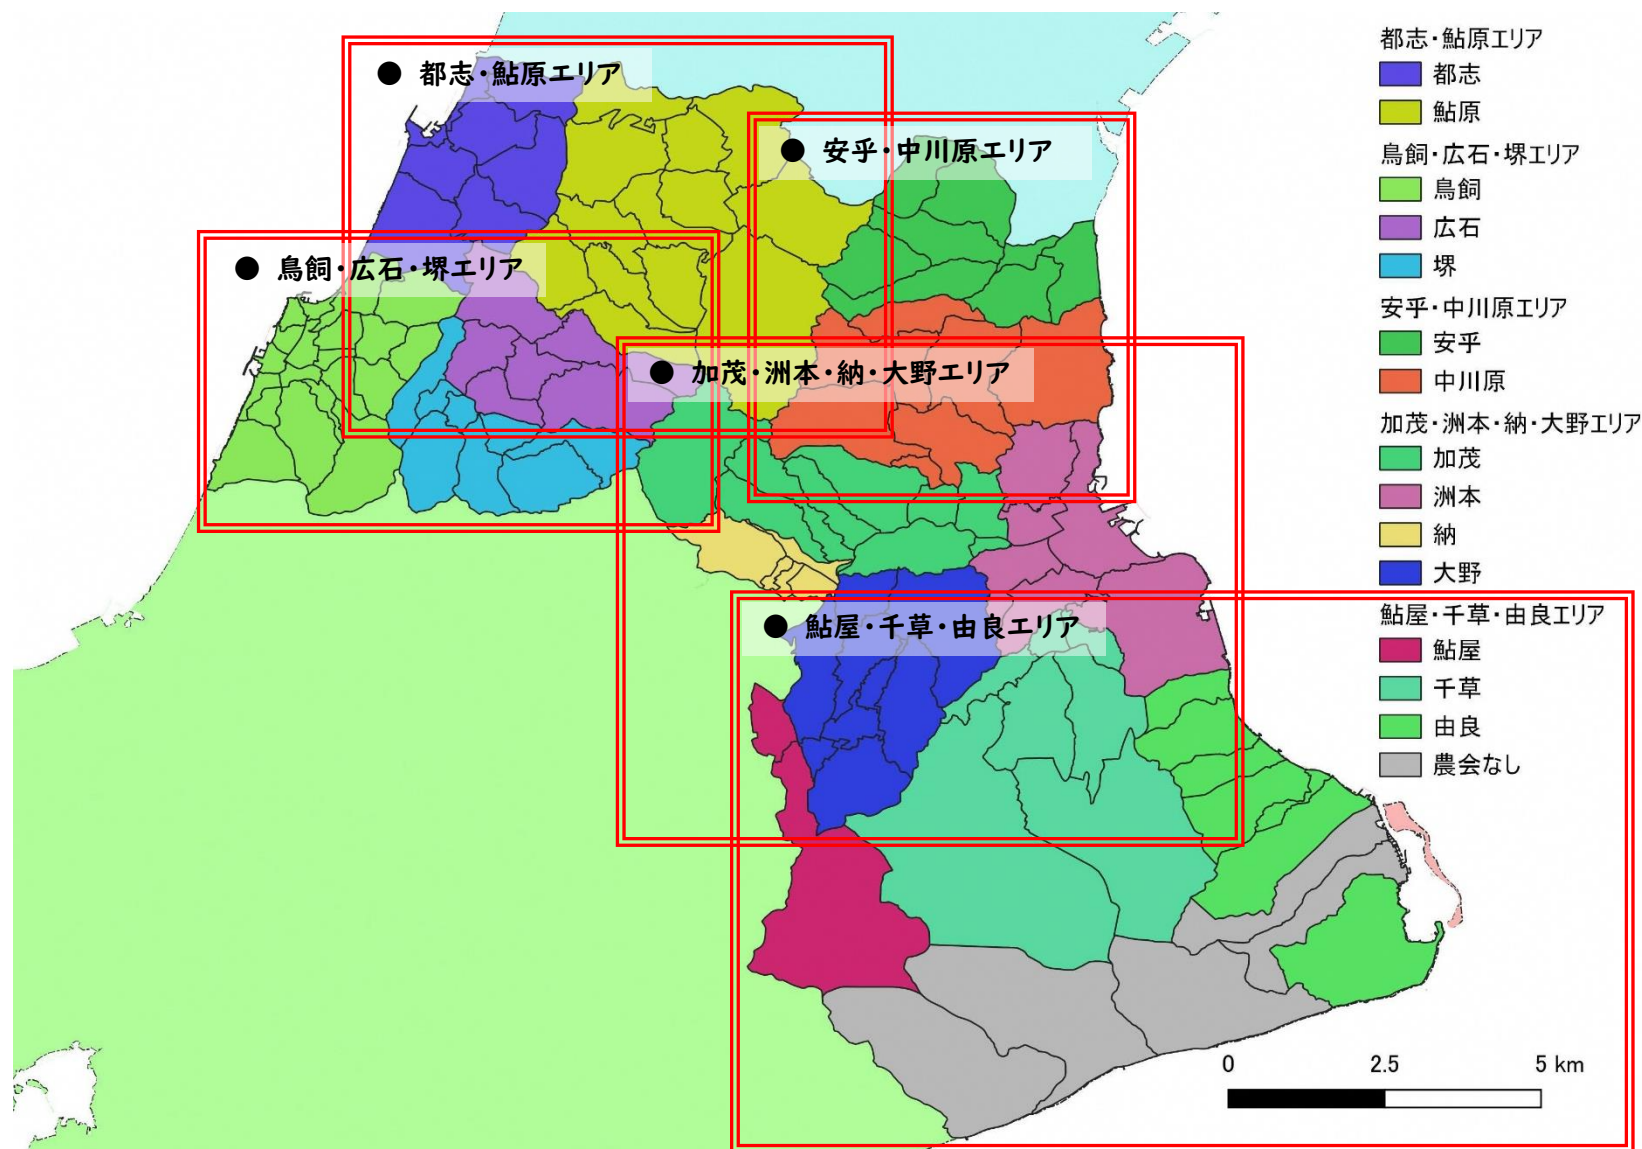 ● 都志・鮎原エリア
● 安乎・中川原エリア
● 鳥飼・広石・堺エリア
● 加茂・洲本・納・大野エリア
● 鮎屋・千草・由良エリア
都志・鮎原エリア
都志
鮎原
鳥飼・広石・堺エリア
鳥飼
広石
堺
安乎・中川原エリア
安乎
中川原
加茂・洲本・納・大野エリア
加茂
洲本
納
大野
鮎屋・千草・由良エリア
鮎屋
千草
由良
農会なし
0 2.5 5 km